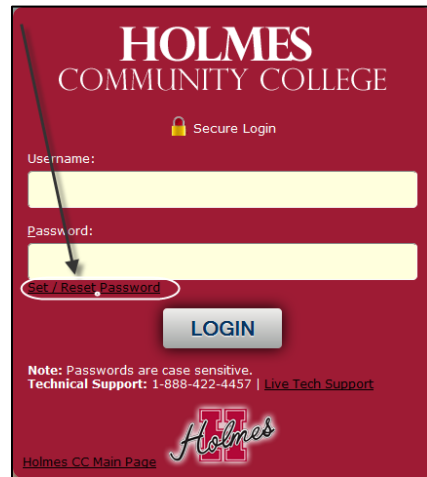 HOLMES
COMMUNITY COLLEGE
Secure Login
Username:
Password:
Set / Reset Password
LOGIN
Note: Passwords are case sensitive.
Technical Support: 1-888-422-4457 | Live Tech Support
H
Holmes
Holmes CC Main Page